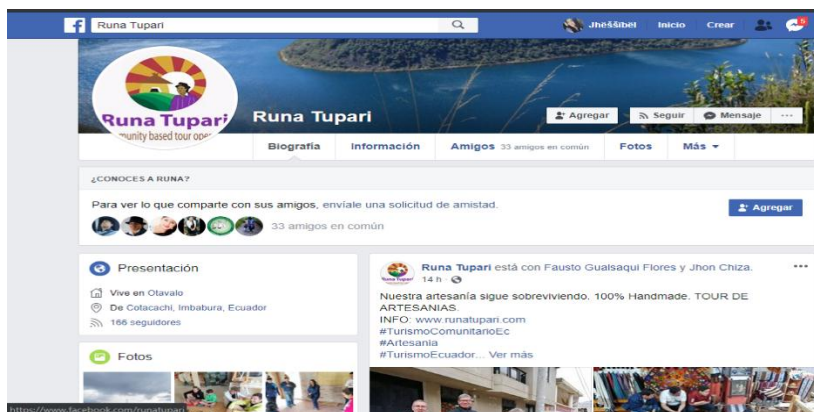 Runa Tupari
Jheššibël Inicio Crear 5
Runa Tupari
munity based tour oper
Runa Tupari
Agregar Seguir Mensaje ...
Biografía Información Amigos 33 amigos en común Fotos Más
¿CONOCES A RUNA?
Para ver lo que comparte con sus amigos, envíale una solicitud de amistad.
Agregar
33 amigos en común
Presentación
Vive en Otavalo
De Cotacachi, Imbabura, Ecuador
166 seguidores
Fotos
https://www.facebook.com/runatupari
Runa Tupari está con Fausto Gualsaqui Flores y Jhon Chiza.
14 h ·
Nuestra artesanía sigue sobreviviendo. 100% Handmade. TOUR DE
ARTESANIAS.
INFO: www.runatupari.com
#TurismoComunitarioEc
#Artesania
#TurismoEcuador... Ver más